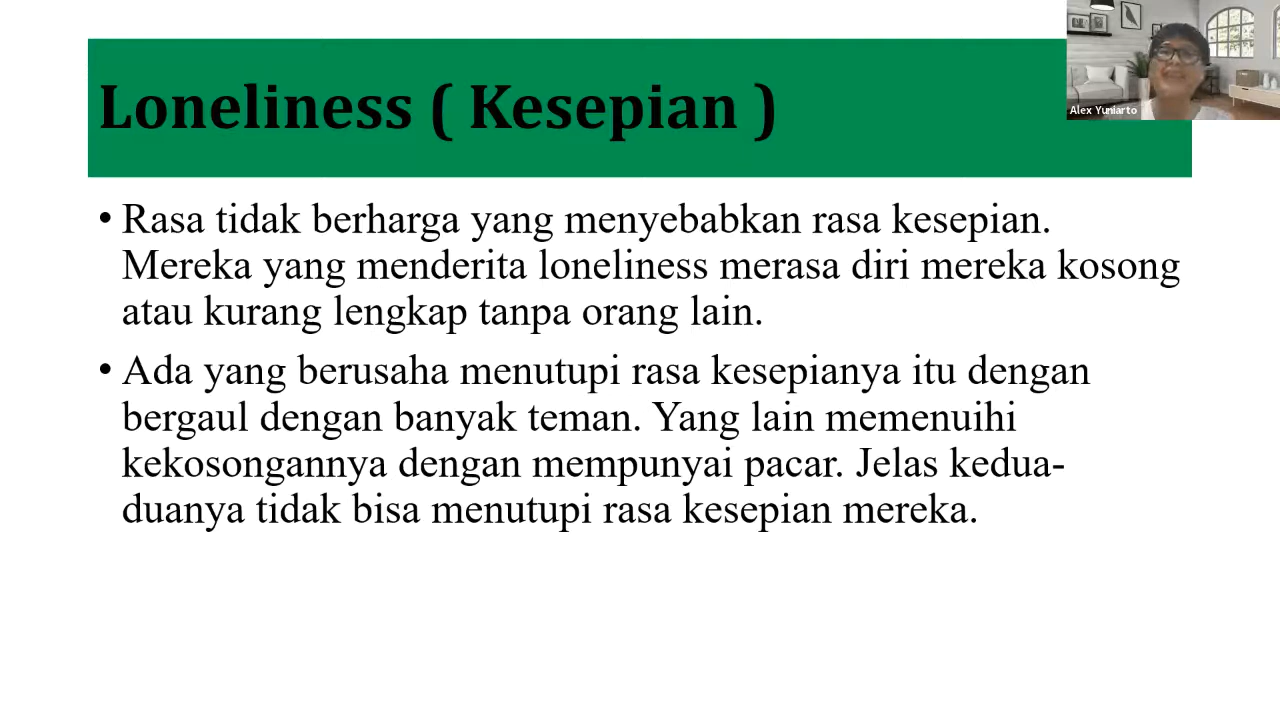 Loneliness ( Kesepian )
Alex Yuniarto
• Rasa tidak berharga yang menyebabkan rasa kesepian.
Mereka yang menderita loneliness merasa diri mereka kosong
atau kurang lengkap tanpa orang lain.
• Ada yang berusaha menutupi rasa kesepianya itu dengan
bergaul dengan banyak teman. Yang lain memenuihi
kekosongannya dengan mempunyai pacar. Jelas kedua-
duanya tidak bisa menutupi rasa kesepian mereka.